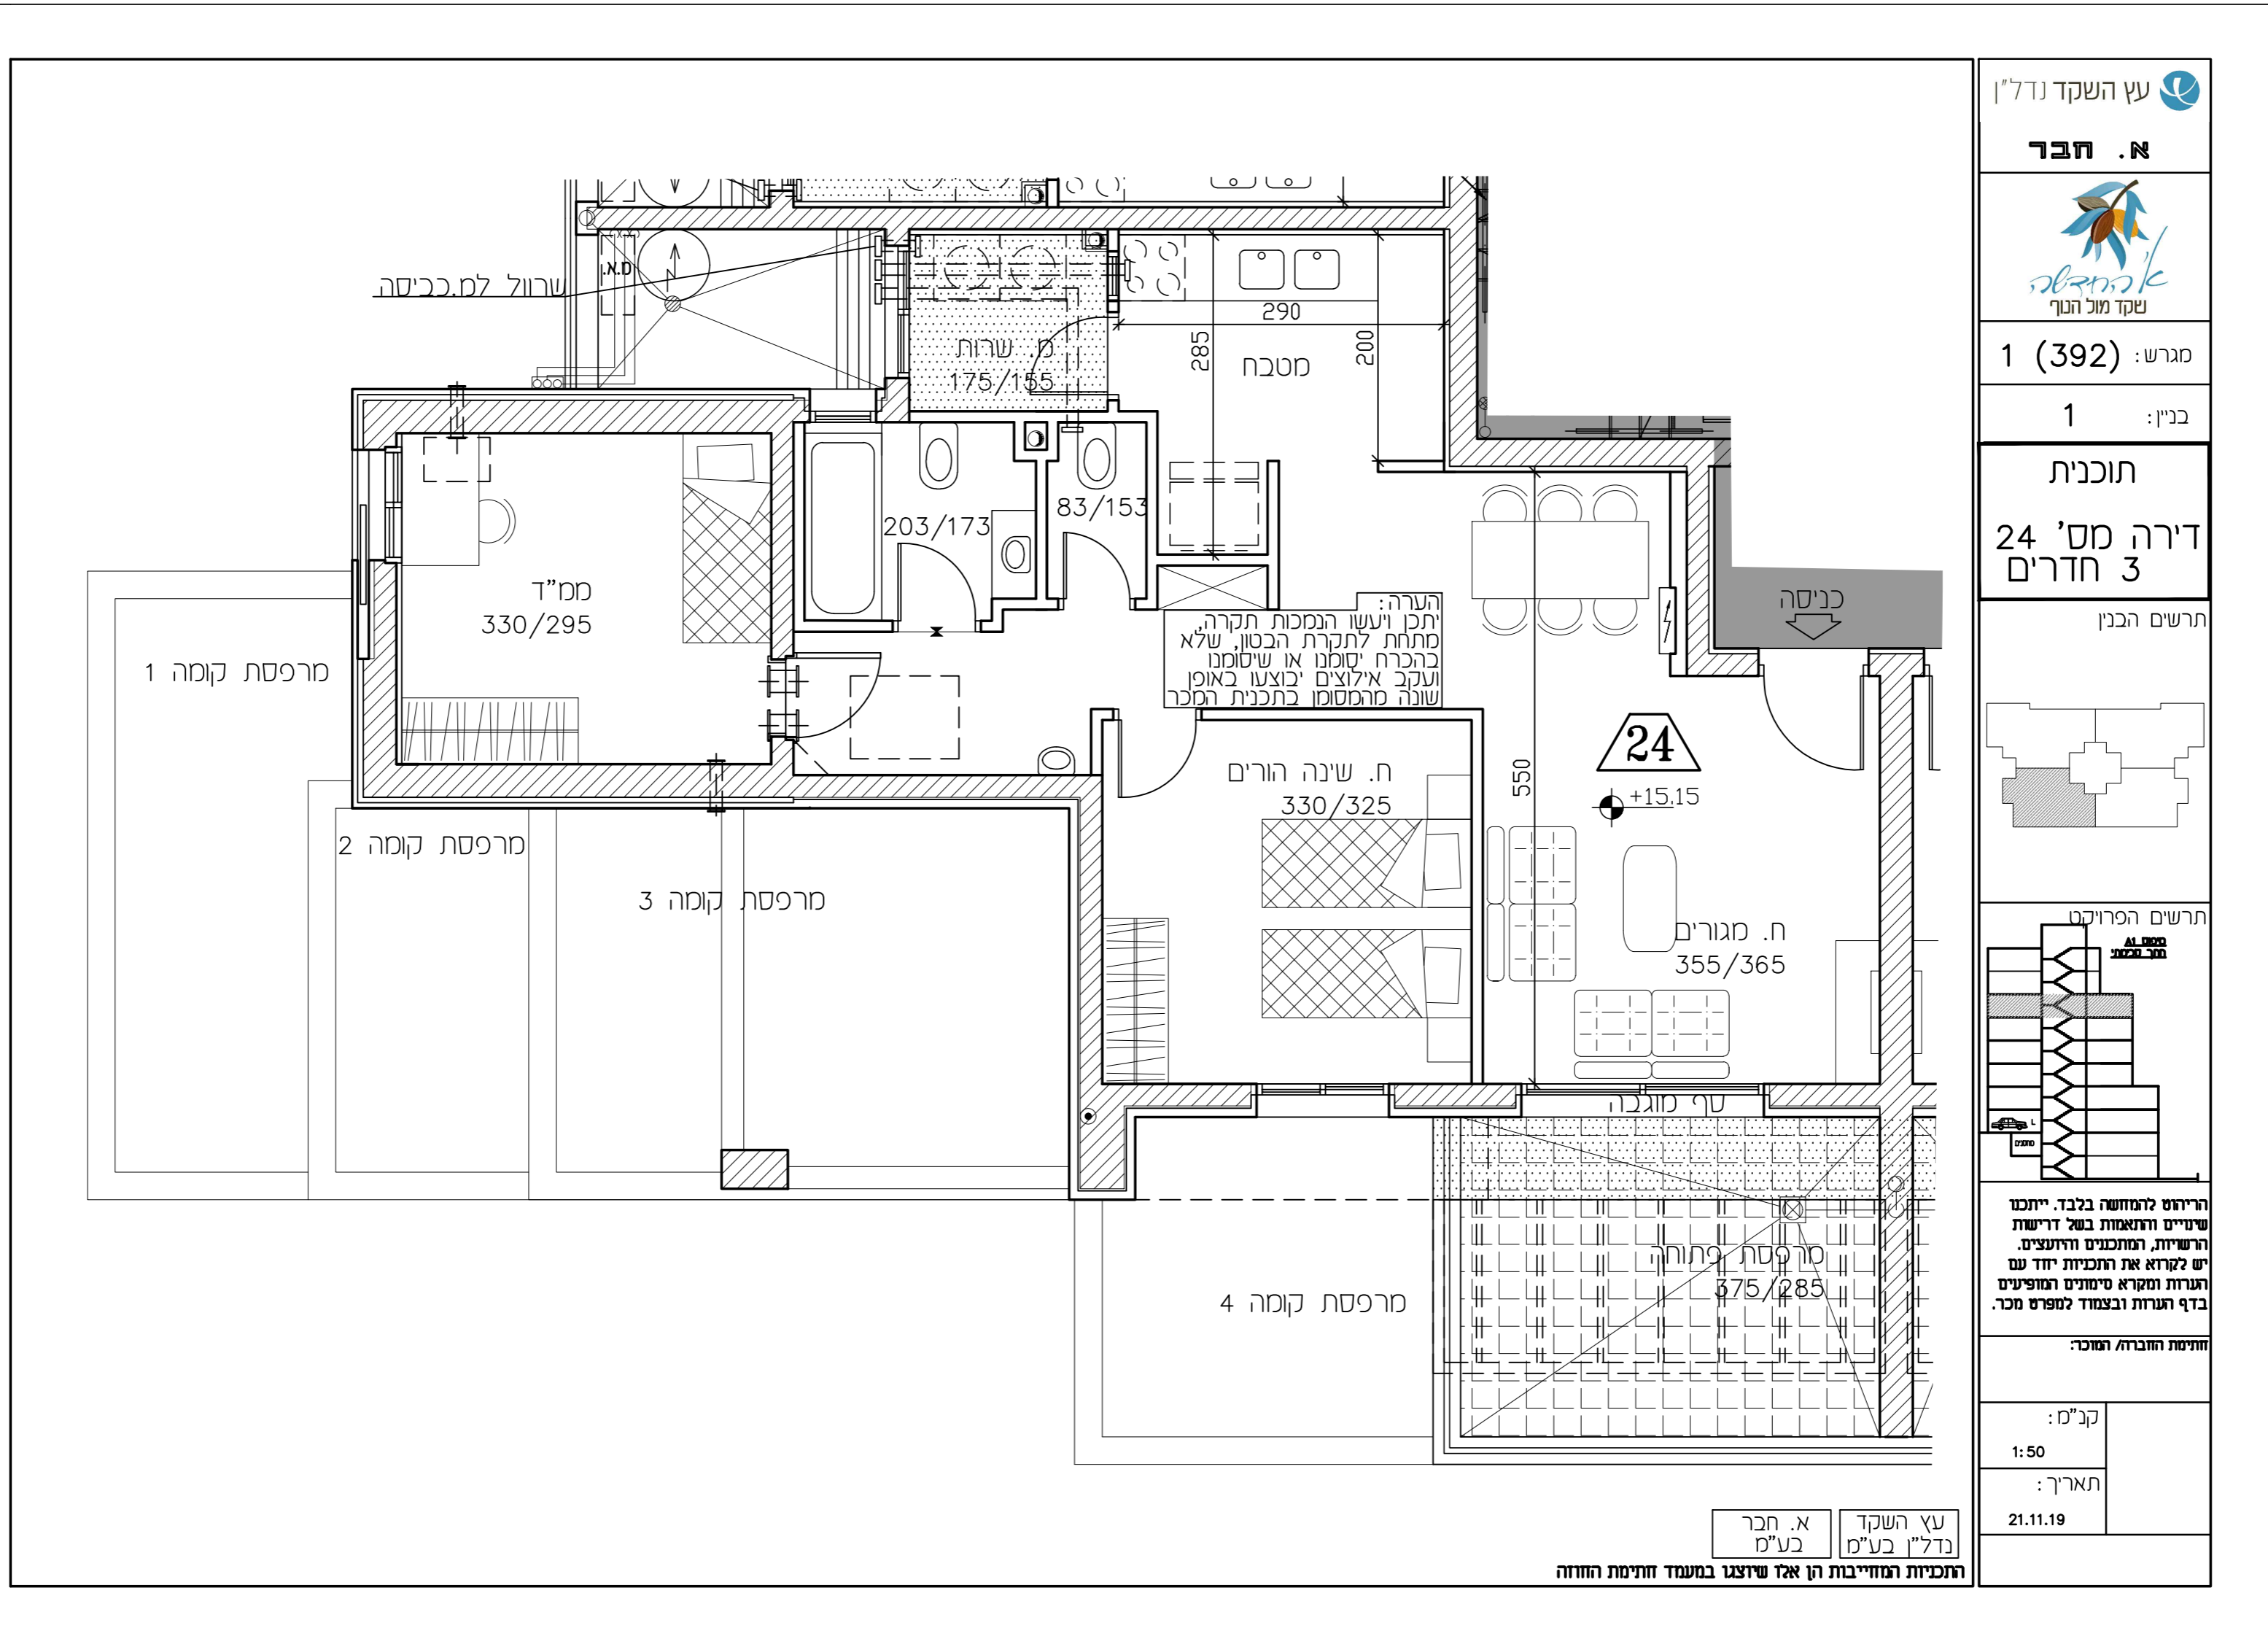 עץ השקד נדל"ן
א. חבר
א' החדשה
שקד מול הנוף
מגרש: 1 (392)
בניין: 1
תוכנית
דירה מס' 24
3 חדרים
תרשים הבנין
תרשים הפרויקט
טיפוס A1
חתך סכימתי
מחסנים
הריהוט להמחשה בלבד. ייתכנו
שינויים והתאמות בשל דרישות
הרשויות, המתכננים והיועצים.
יש לקרוא את התכניות יחד עם
הערות ומקרא סימונים המופיעים
בדף הערות ובצמוד למפרט מכר.
חתימת החברה/ המוכר:
קנ"מ:
1:50
תאריך:
21.11.19
שרוול למ.כביסה
מ.א.
מ. שרות
175/155
290
285
200
מטבח
203/173
83/153
ממ"ד
330/295
הערה:
יתכן ויעשו הנמכות תקרה,
מתחת לתקרת הבטון, שלא
בהכרח יסומנו או שיסומנו
ועקב אילוצים יבוצעו באופן
שונה מהמסומן בתכנית המכר
כניסה
24
+15.15
550
ח. שינה הורים
330/325
ח. מגורים
355/365
סף מוגבה
מרפסת פתוחה
375/285
מרפסת קומה 1
מרפסת קומה 2
מרפסת קומה 3
מרפסת קומה 4
עץ השקד
נדל"ן בע"מ
א. חבר
בע"מ
התכניות המחייבות הן אלו שיוצגו במעמד חתימת החוזה